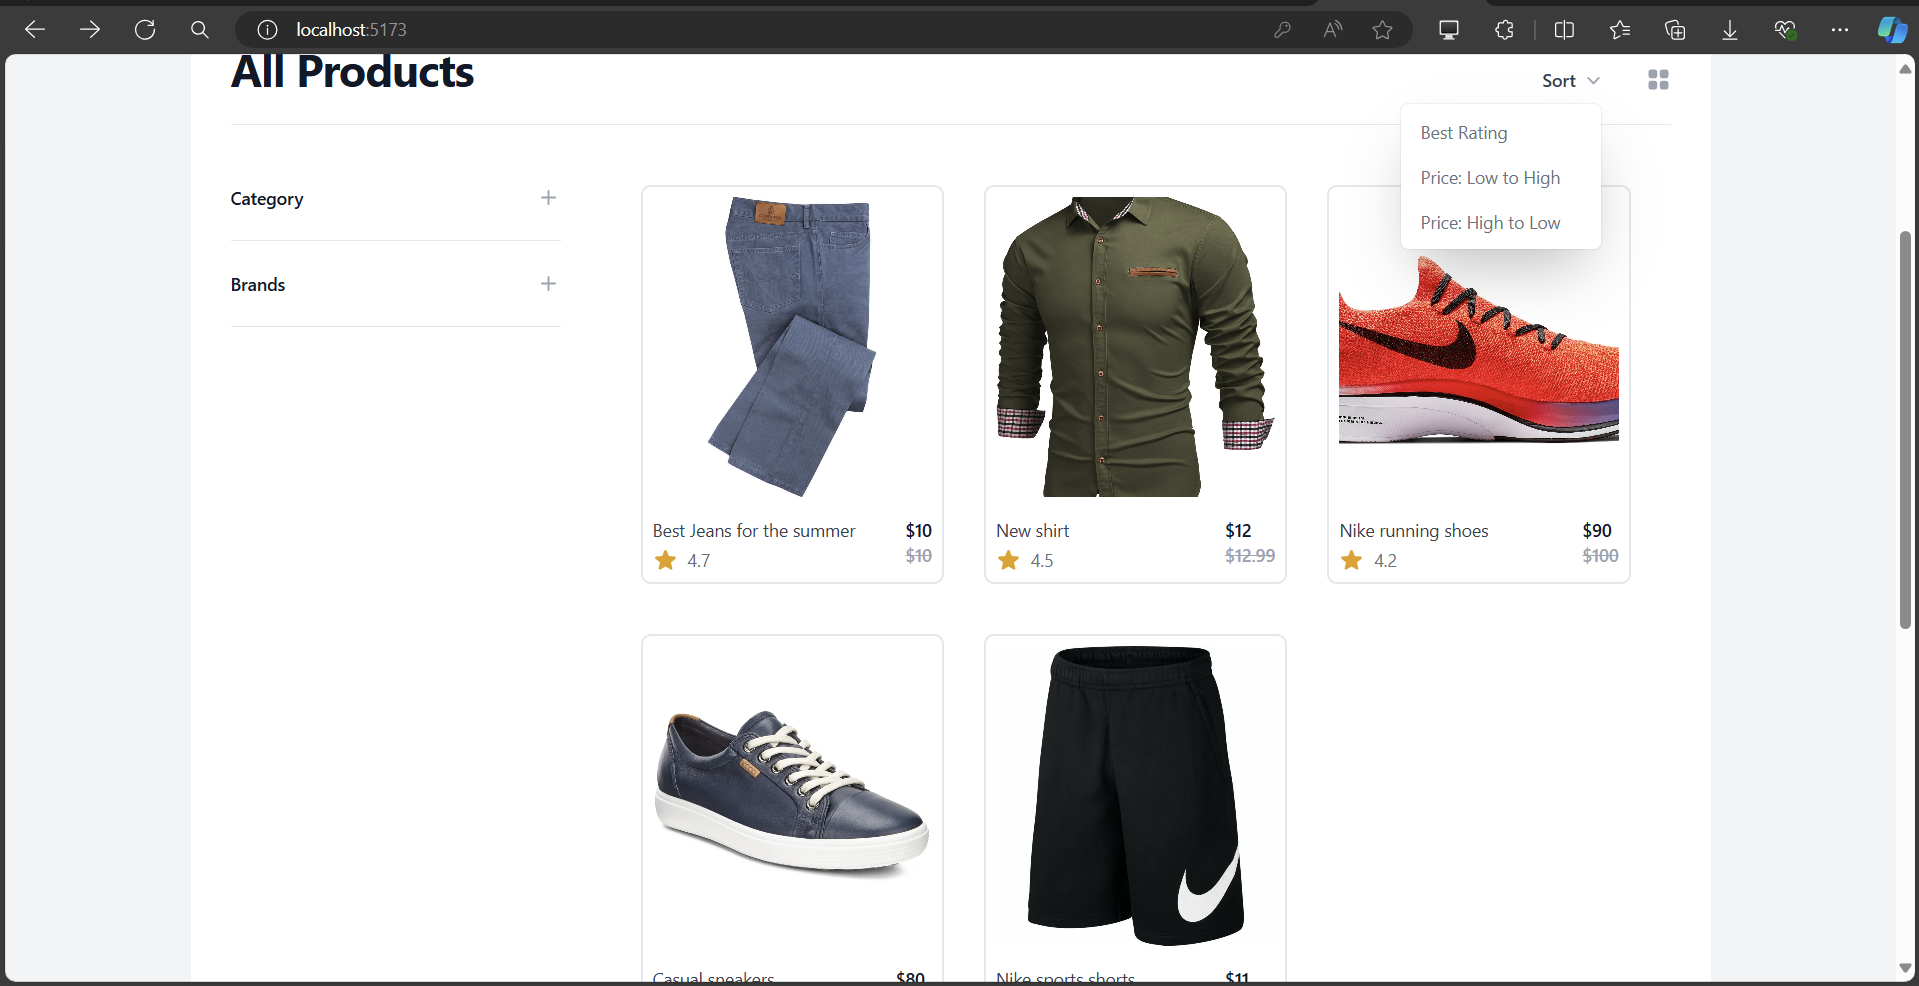 localhost:5173
All Products
Sort
Best Rating
Price: Low to High
Price: High to Low
Category
Brands
Best Jeans for the summer $10
4.7 $10
New shirt $12
4.5 $12.99
Nike running shoes $90
4.2 $100
Casual sneakers $80
Nike sports shorts $11